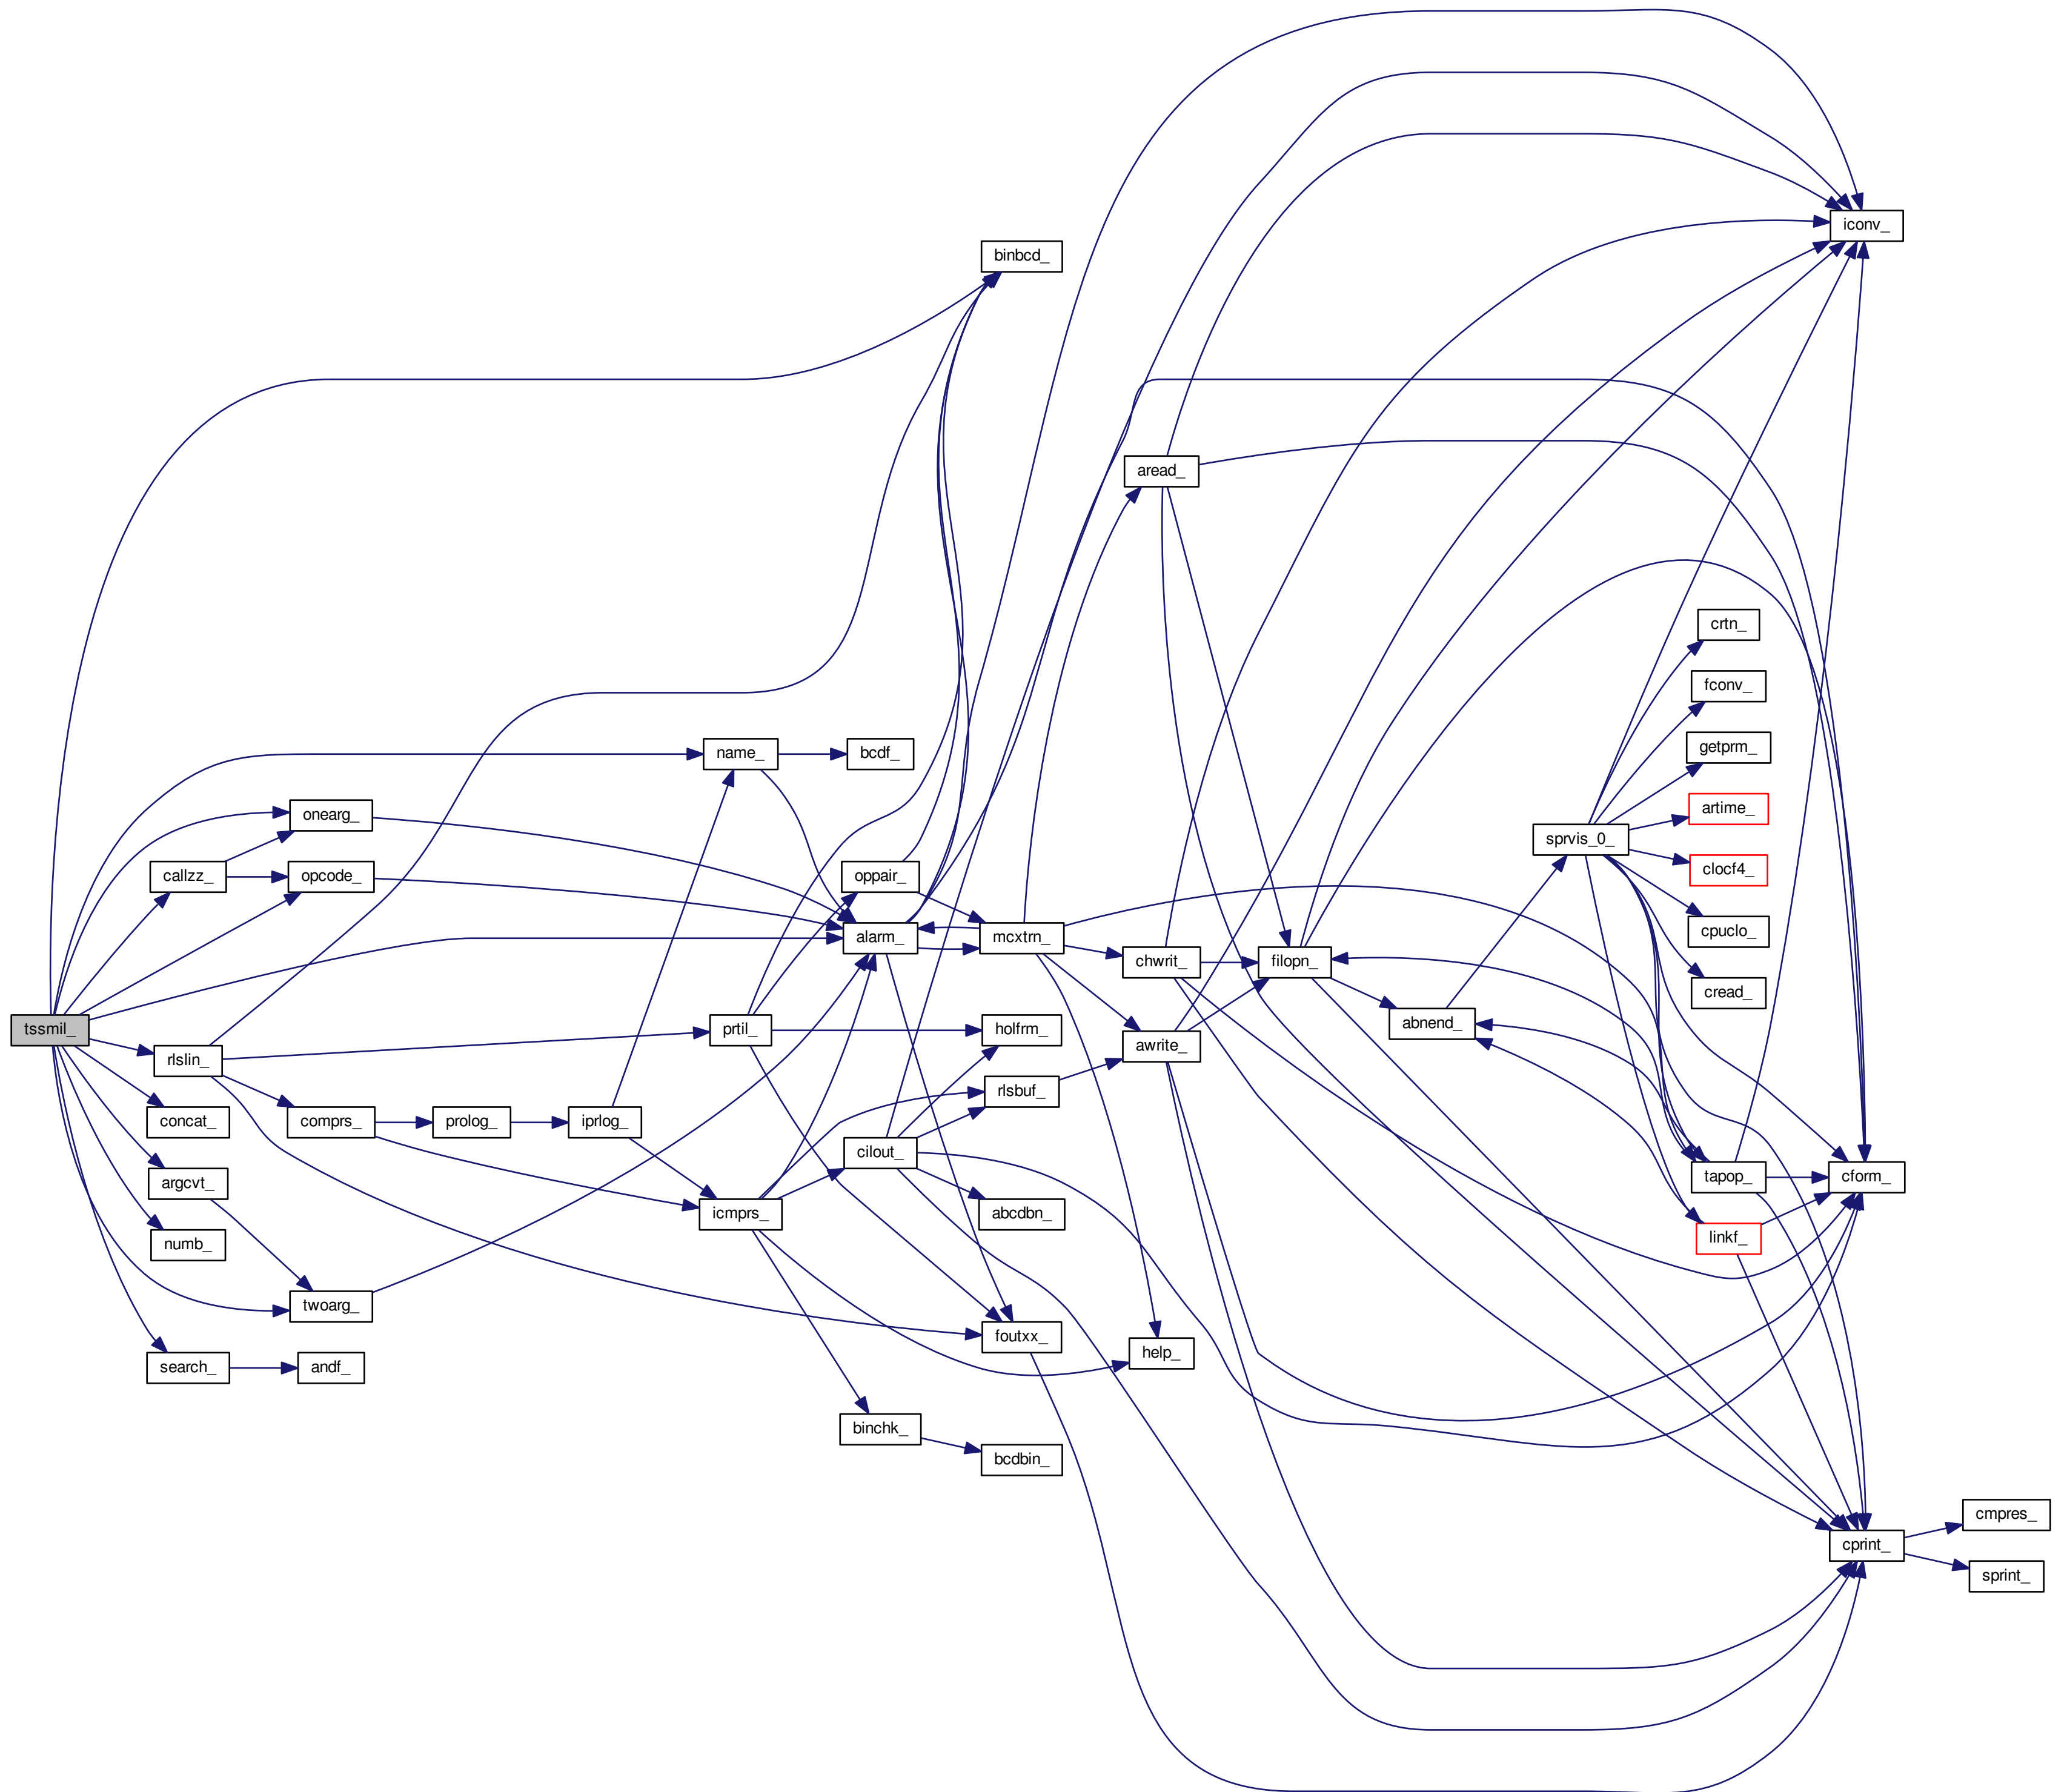 iconv_
binbcd_
aread_
crtn_
fconv_
getprm_
name_
bcdf_
artime_
onearg_
sprvis_0_
callzz_
opcode_
oppair_
clocf4_
alarm_
mcxtrn_
cpuclo_
chwrit_
filopn_
cread_
tssmil_
prtil_
holfrm_
abnend_
rlslin_
awrite_
rlsbuf_
concat_
comprs_
prolog_
iprlog_
cilout_
argcvt_
tapop_
cform_
icmprs_
abcdbn_
numb_
linkf_
twoarg_
foutxx_
help_
search_
andf_
binchk_
bcdbin_
cmpres_
cprint_
sprint_